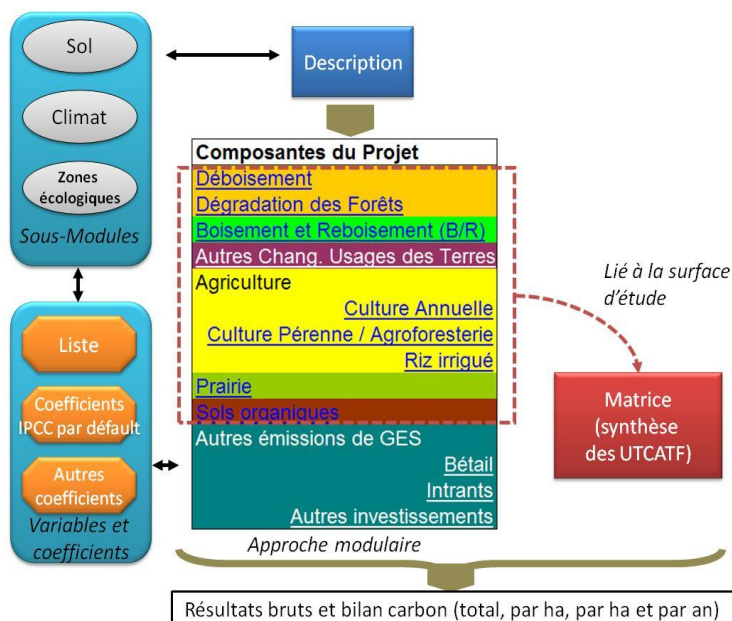 Sol
Climat
Zones
écologiques
Sous-Modules
Description
Composantes du Projet
Déboisement
Dégradation des Forêts
Boisement et Reboisement (B/R)
Autres Chang. Usages des Terres
Agriculture
Culture Annuelle
Culture Pérenne / Agroforesterie
Riz irrigué
Prairie
Sols organiques
Autres émissions de GES
Bétail
Intrants
Autres investissements
Approche modulaire
Liste
Coefficients
IPCC par défault
Autres
coefficients
Variables et
coefficients
Lié à la surface
d'étude
Matrice
(synthèse
des UTCATF)
Résultats bruts et bilan carbon (total, par ha, par ha et par an)